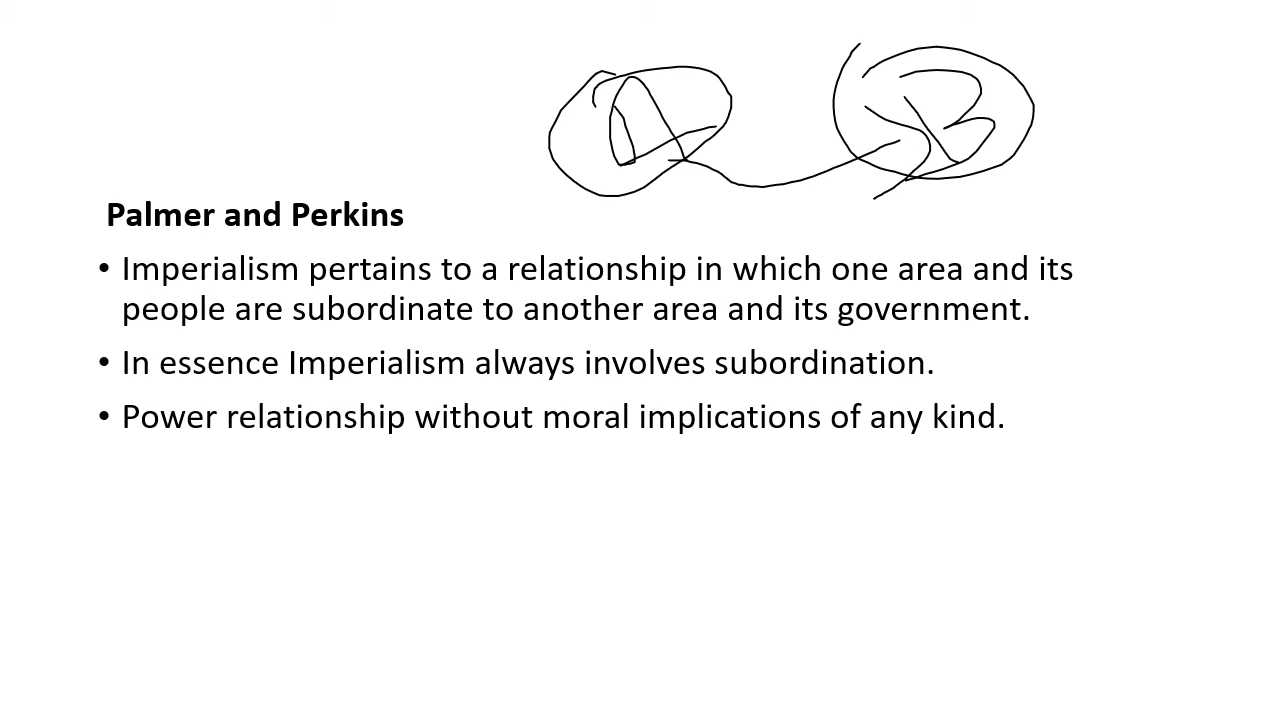 A B
Palmer and Perkins
• Imperialism pertains to a relationship in which one area and its
people are subordinate to another area and its government.
• In essence Imperialism always involves subordination.
• Power relationship without moral implications of any kind.